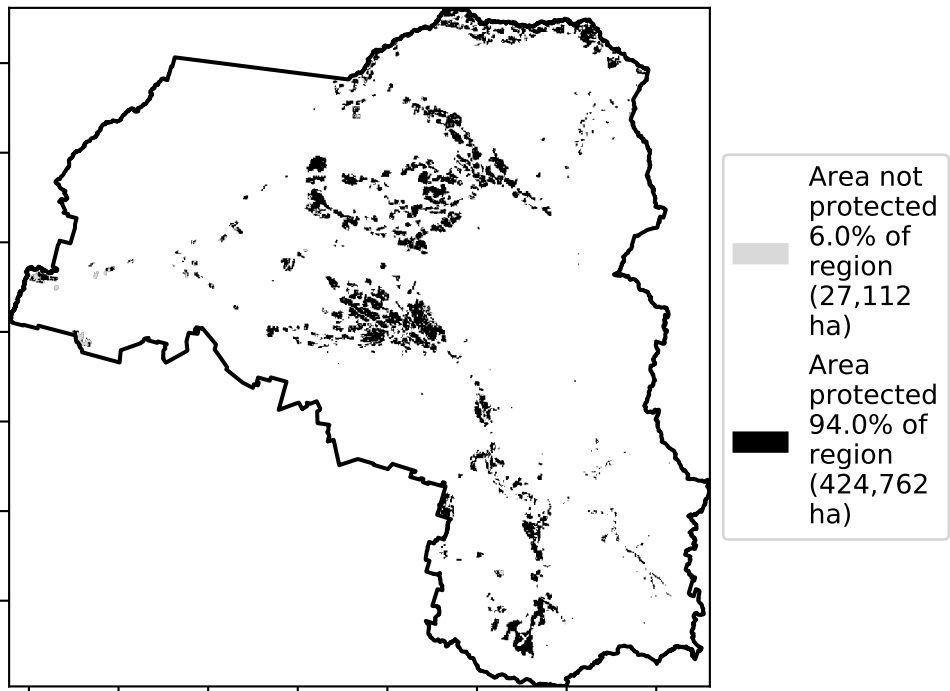 Area not
protected
6.0% of
region
(27,112
ha)
Area
protected
94.0% of
region
(424,762
ha)